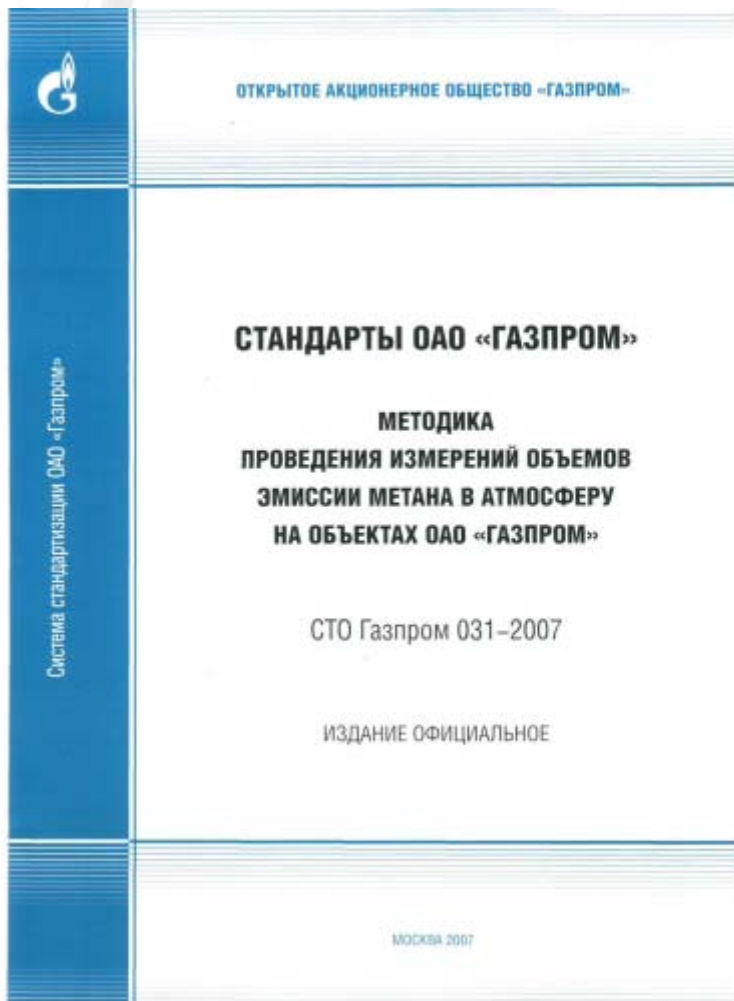 ОТКРЫТОЕ АКЦИОНЕРНОЕ ОБЩЕСТВО «ГАЗПРОМ»
Система стандартизации ОАО «Газпром»
СТАНДАРТЫ ОАО «ГАЗПРОМ»
МЕТОДИКА
ПРОВЕДЕНИЯ ИЗМЕРЕНИЙ ОБЪЕМОВ
ЭМИССИИ МЕТАНА В АТМОСФЕРУ
НА ОБЪЕКТАХ ОАО «ГАЗПРОМ»
СТО Газпром 031–2007
ИЗДАНИЕ ОФИЦИАЛЬНОЕ
МОСКВА 2007